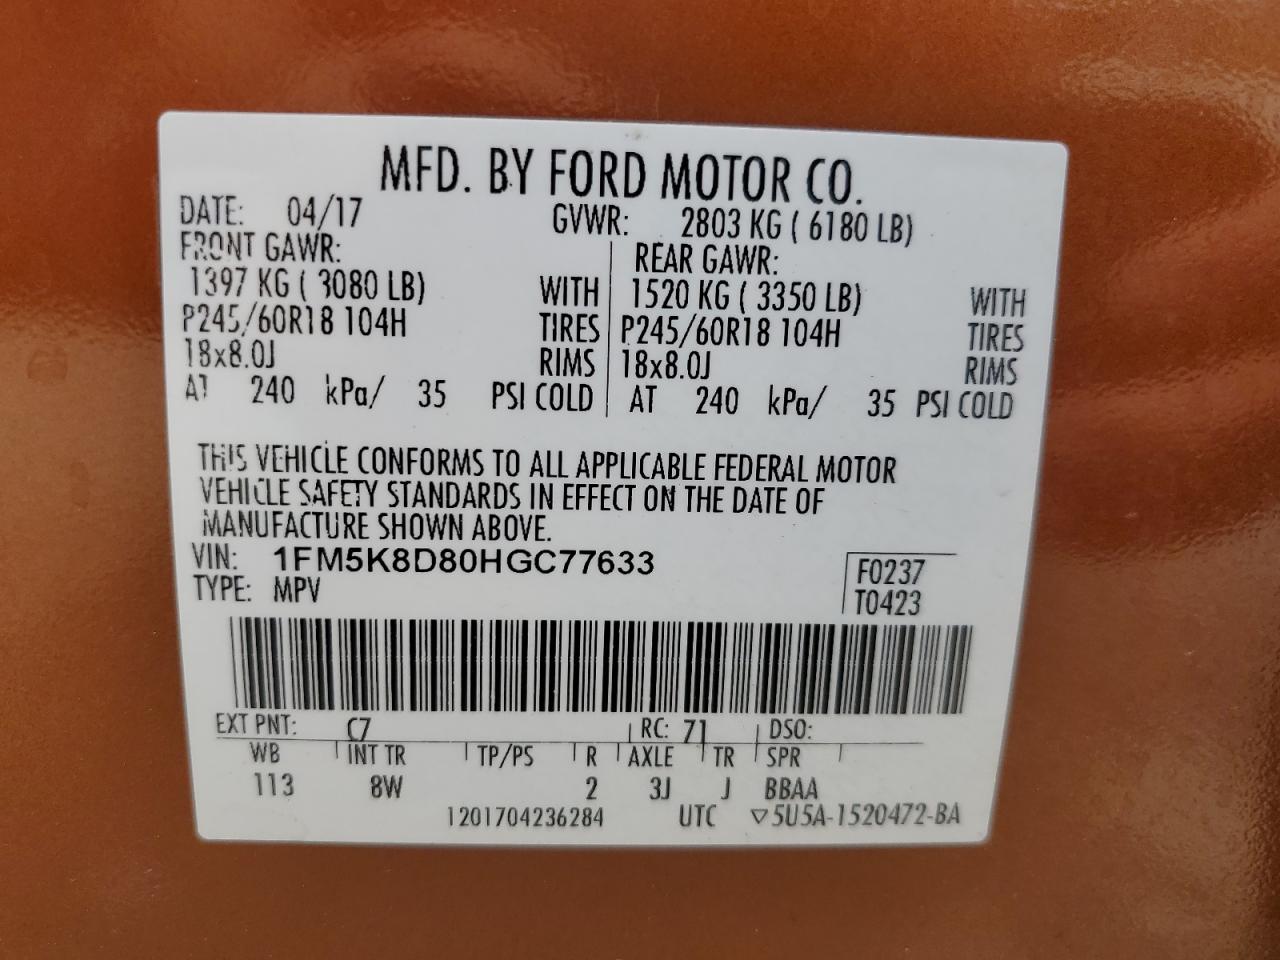 MFD. BY FORD MOTOR CO.
DATE: 04/17 GVWR: 2803 KG ( 6180 LB)
FRONT GAWR: REAR GAWR:
1397 KG ( 3080 LB) WITH 1520 KG ( 3350 LB) WITH
P245/60R18 104H TIRES P245/60R18 104H TIRES
18x8.0J RIMS 18x8.0J RIMS
AT 240 kPa/ 35 PSI COLD AT 240 kPa/ 35 PSI COLD
THIS VEHICLE CONFORMS TO ALL APPLICABLE FEDERAL MOTOR
VEHICLE SAFETY STANDARDS IN EFFECT ON THE DATE OF
MANUFACTURE SHOWN ABOVE.
VIN: 1FM5K8D80HGC77633
TYPE: MPV
F0237
T0423
EXT PNT: C7 RC: 71 DSO:
WB INT TR TP/PS R AXLE TR SPR
113 8W 2 3J J BBAA
1201704236284 UTC ▽5U5A-1520472-BA